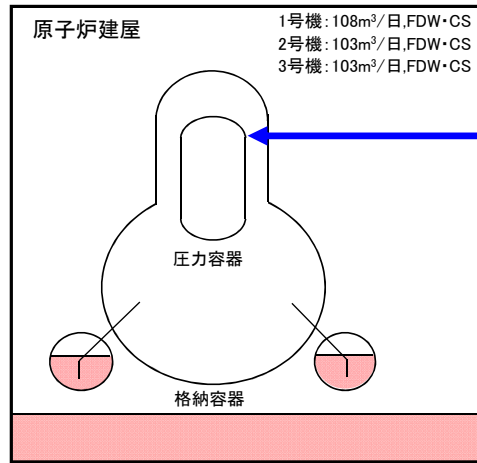 原子炉建屋
1号機:108m³/日,FDW・CS
2号機:103m³/日,FDW・CS
3号機:103m³/日,FDW・CS
圧力容器
格納容器